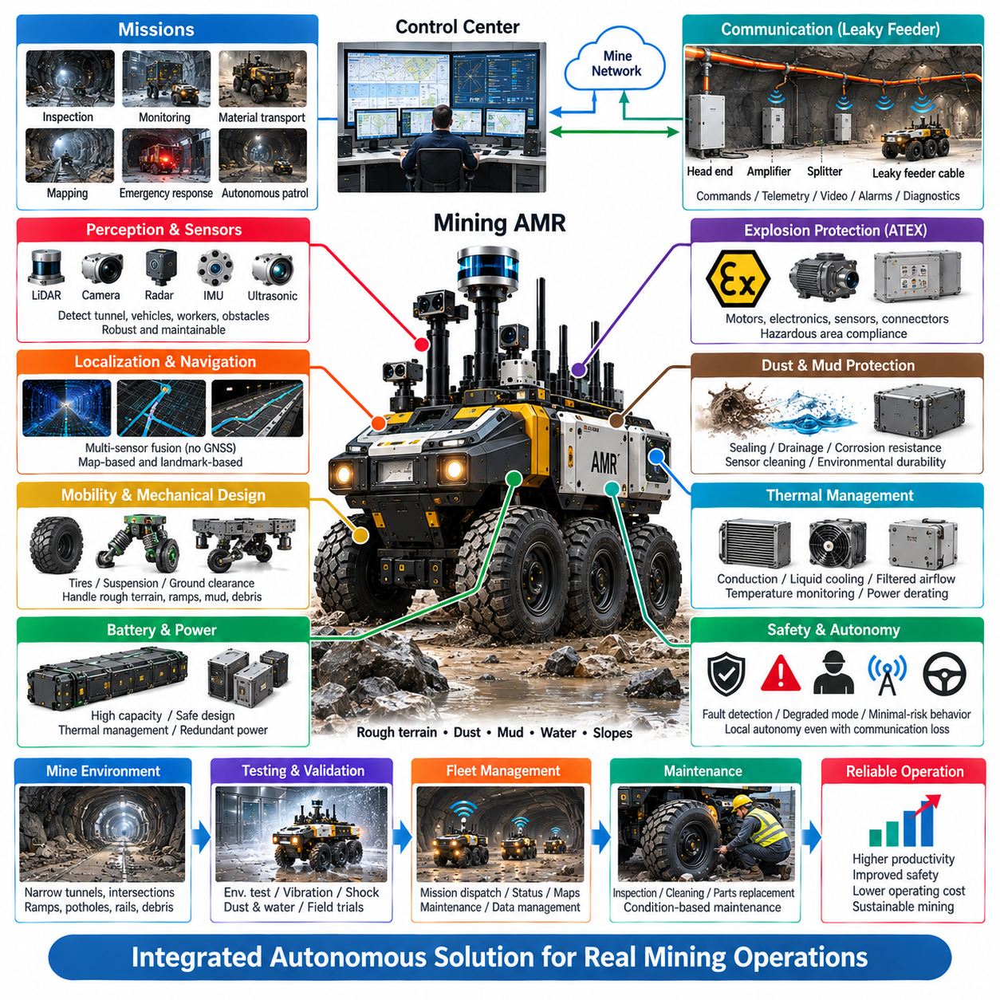 Missions
Inspection
Monitoring
Material transport
Mapping
Emergency response
Autonomous patrol
Control Center
Mine
Network
Communication (Leaky Feeder)
Head end
Amplifier
Splitter
Leaky feeder cable
Commands / Telemetry / Video / Alarms / Diagnostics
Mining AMR
Perception & Sensors
LiDAR
Camera
Radar
IMU
Ultrasonic
Detect tunnel, vehicles, workers, obstacles
Robust and maintainable
Localization & Navigation
Multi-sensor fusion (no GNSS)
Map-based and landmark-based
Mobility & Mechanical Design
Tires / Suspension / Ground clearance
Handle rough terrain, ramps, mud, debris
Battery & Power
High capacity / Safe design
Thermal management / Redundant power
AMR
Rough terrain • Dust • Mud • Water • Slopes
Explosion Protection (ATEX)
Ex
Motors, electronics, sensors, connectors
Hazardous area compliance
Dust & Mud Protection
Sealing / Drainage / Corrosion resistance
Sensor cleaning / Environmental durability
Thermal Management
Conduction / Liquid cooling / Filtered airflow
Temperature monitoring / Power derating
Safety & Autonomy
Fault detection / Degraded mode / Minimal-risk behavior
Local autonomy even with communication loss
Mine Environment
Narrow tunnels, intersections
Ramps, potholes, rails, debris
Testing & Validation
Env. test / Vibration / Shock
Dust & water / Field trials
Fleet Management
Mission dispatch / Status / Maps
Maintenance / Data management
Maintenance
Inspection / Cleaning / Parts replacement
Condition-based maintenance
Reliable Operation
Higher productivity
Improved safety
Lower operating cost
Sustainable mining
Integrated Autonomous Solution for Real Mining Operations